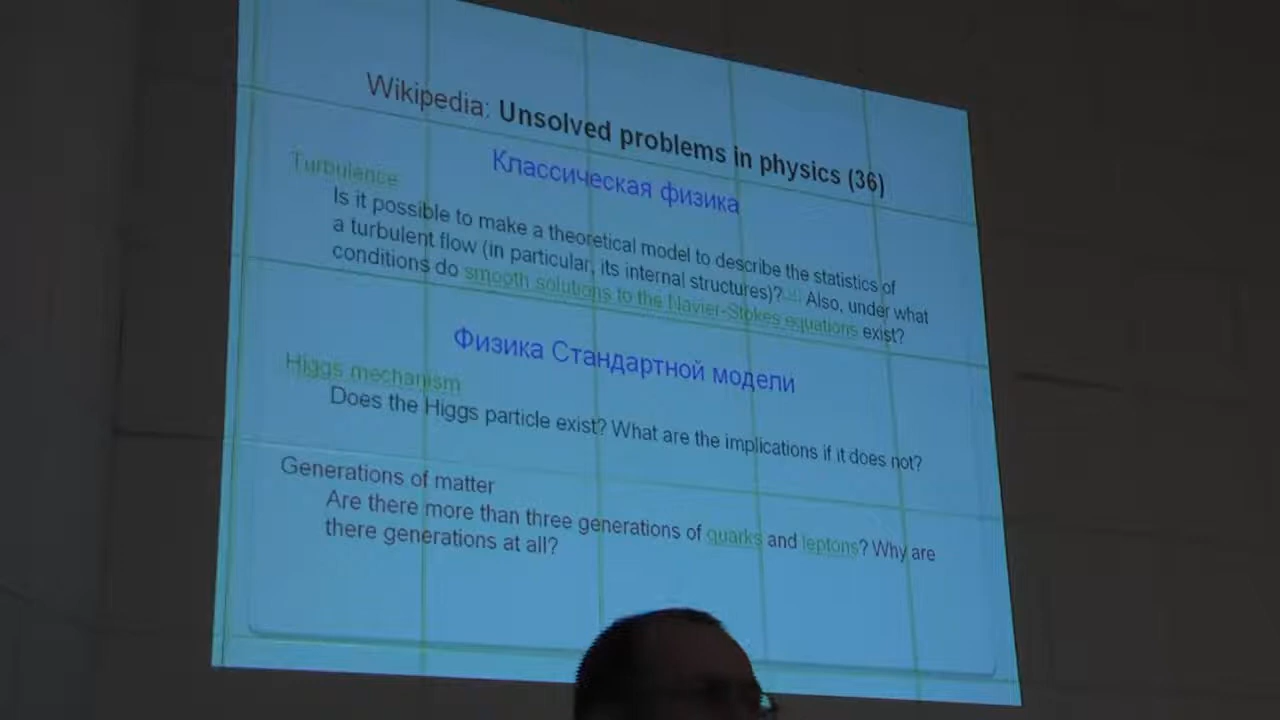 Wikipedia: Unsolved problems in physics (36)
Классическая физика
Turbulence
Is it possible to make a theoretical model to describe the statistics of
a turbulent flow (in particular, its internal structures)? Also, under what
conditions do smooth solutions to the Navier-Stokes equations exist?
Физика Стандартной модели
Higgs mechanism
Does the Higgs particle exist? What are the implications if it does not?
Generations of matter
Are there more than three generations of quarks and leptons? Why are
there generations at all?